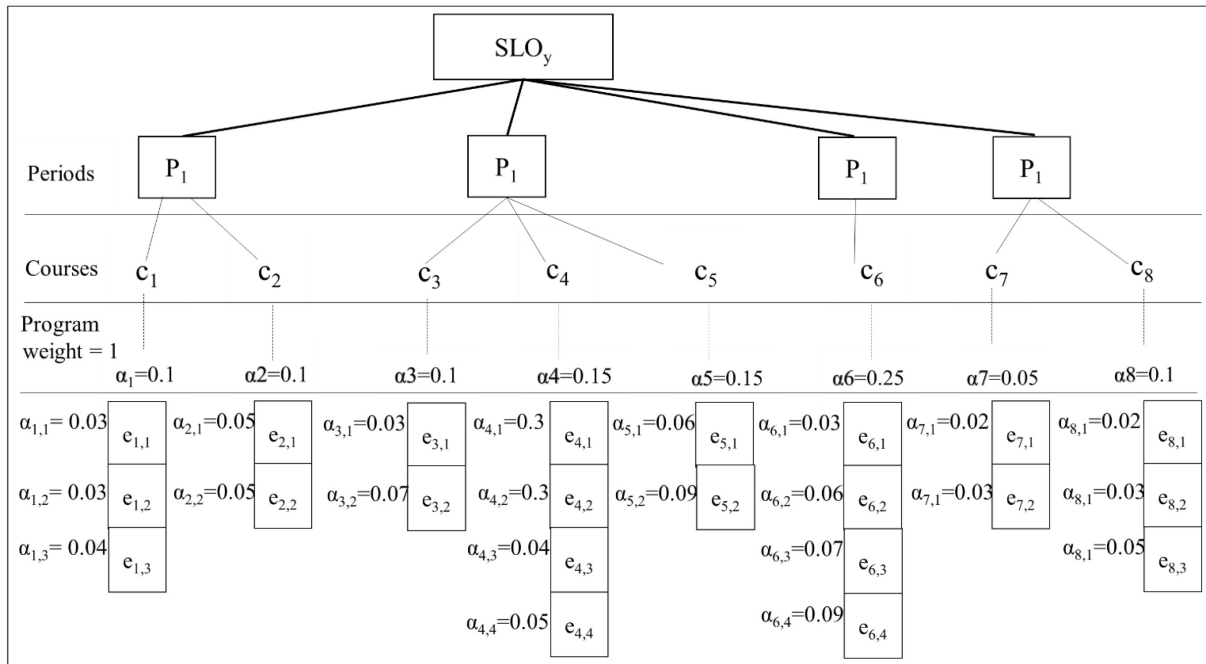 SLOy
P1 P1 P1 P1
Periods
Courses c1 c2 c3 c4 c5 c6 c7 c8
Program
weight = 1
α1=0.1 α2=0.1 α3=0.1 α4=0.15 α5=0.15 α6=0.25 α7=0.05 α8=0.1
α1,1= 0.03 e1,1 α2,1=0.05 e2,1 α3,1=0.03 e3,1 α4,1=0.3 e4,1 α5,1=0.06 e5,1 α6,1=0.03 e6,1 α7,1=0.02 e7,1 α8,1=0.02 e8,1
α1,2= 0.03 e1,2 α2,2=0.05 e2,2 α3,2=0.07 e3,2 α4,2=0.3 e4,2 α5,2=0.09 e5,2 α6,2=0.06 e6,2 α7,1=0.03 e7,2 α8,1=0.03 e8,2
α1,3= 0.04 e1,3 α4,3=0.04 e4,3 α6,3=0.07 e6,3 α8,1=0.05 e8,3
α4,4=0.05 e4,4 α6,4=0.09 e6,4